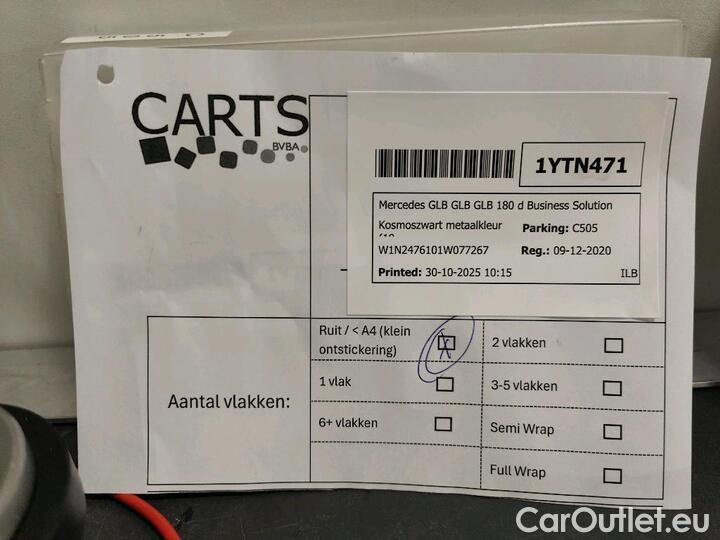 CARTS
BVBA
1YTN471
Mercedes GLB GLB GLB 180 d Business Solution
Kosmoszwart metaalkleur
Parking: C505
W1N2476101W077267
Reg.: 09-12-2020
Printed: 30-10-2025 10:15
ILB
Aantal vlakken:
Ruit / < A4 (klein
ontstickering)
X
2 vlakken
1 vlak
3-5 vlakken
6+ vlakken
Semi Wrap
Full Wrap
CarOutlet.eu